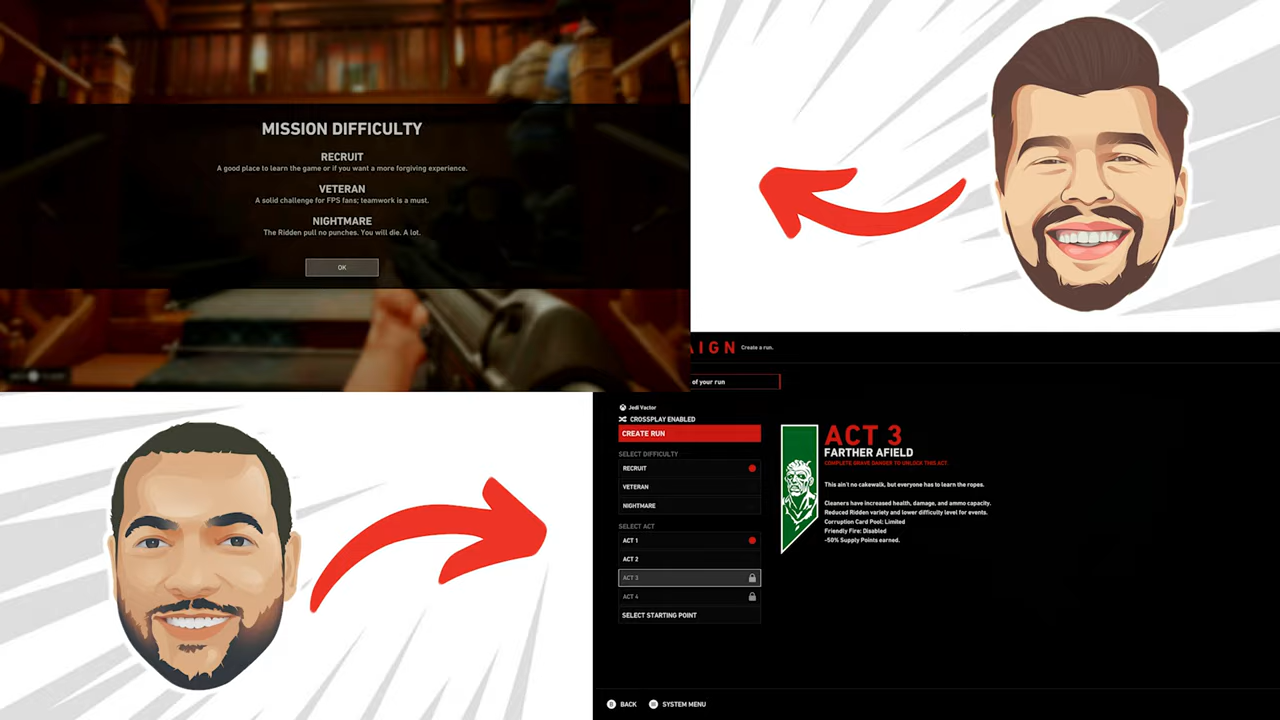 MISSION DIFFICULTY
RECRUIT
A good place to learn the game or if you want a more forgiving experience.
VETERAN
A solid challenge for FPS fans; teamwork is a must.
NIGHTMARE
The Ridden pull no punches. You will die. A lot.
OK
IGN Create a run.
of your run
Jedi Vactor
CROSSPLAY ENABLED
CREATE RUN
SELECT DIFFICULTY
RECRUIT
VETERAN
NIGHTMARE
SELECT ACT
ACT 1
ACT 2
ACT 3
ACT 4
SELECT STARTING POINT
ACT 3
FARTHER AFIELD
COMPLETE GRAVE DANGER TO UNLOCK THIS ACT.
This ain't no cakewalk, but everyone has to learn the ropes.
Cleaners have increased health, damage, and ammo capacity.
Reduced Ridden variety and lower difficulty level for events.
Corruption Card Pool: Limited
Friendly Fire: Disabled
-50% Supply Points earned.
BACK
SYSTEM MENU